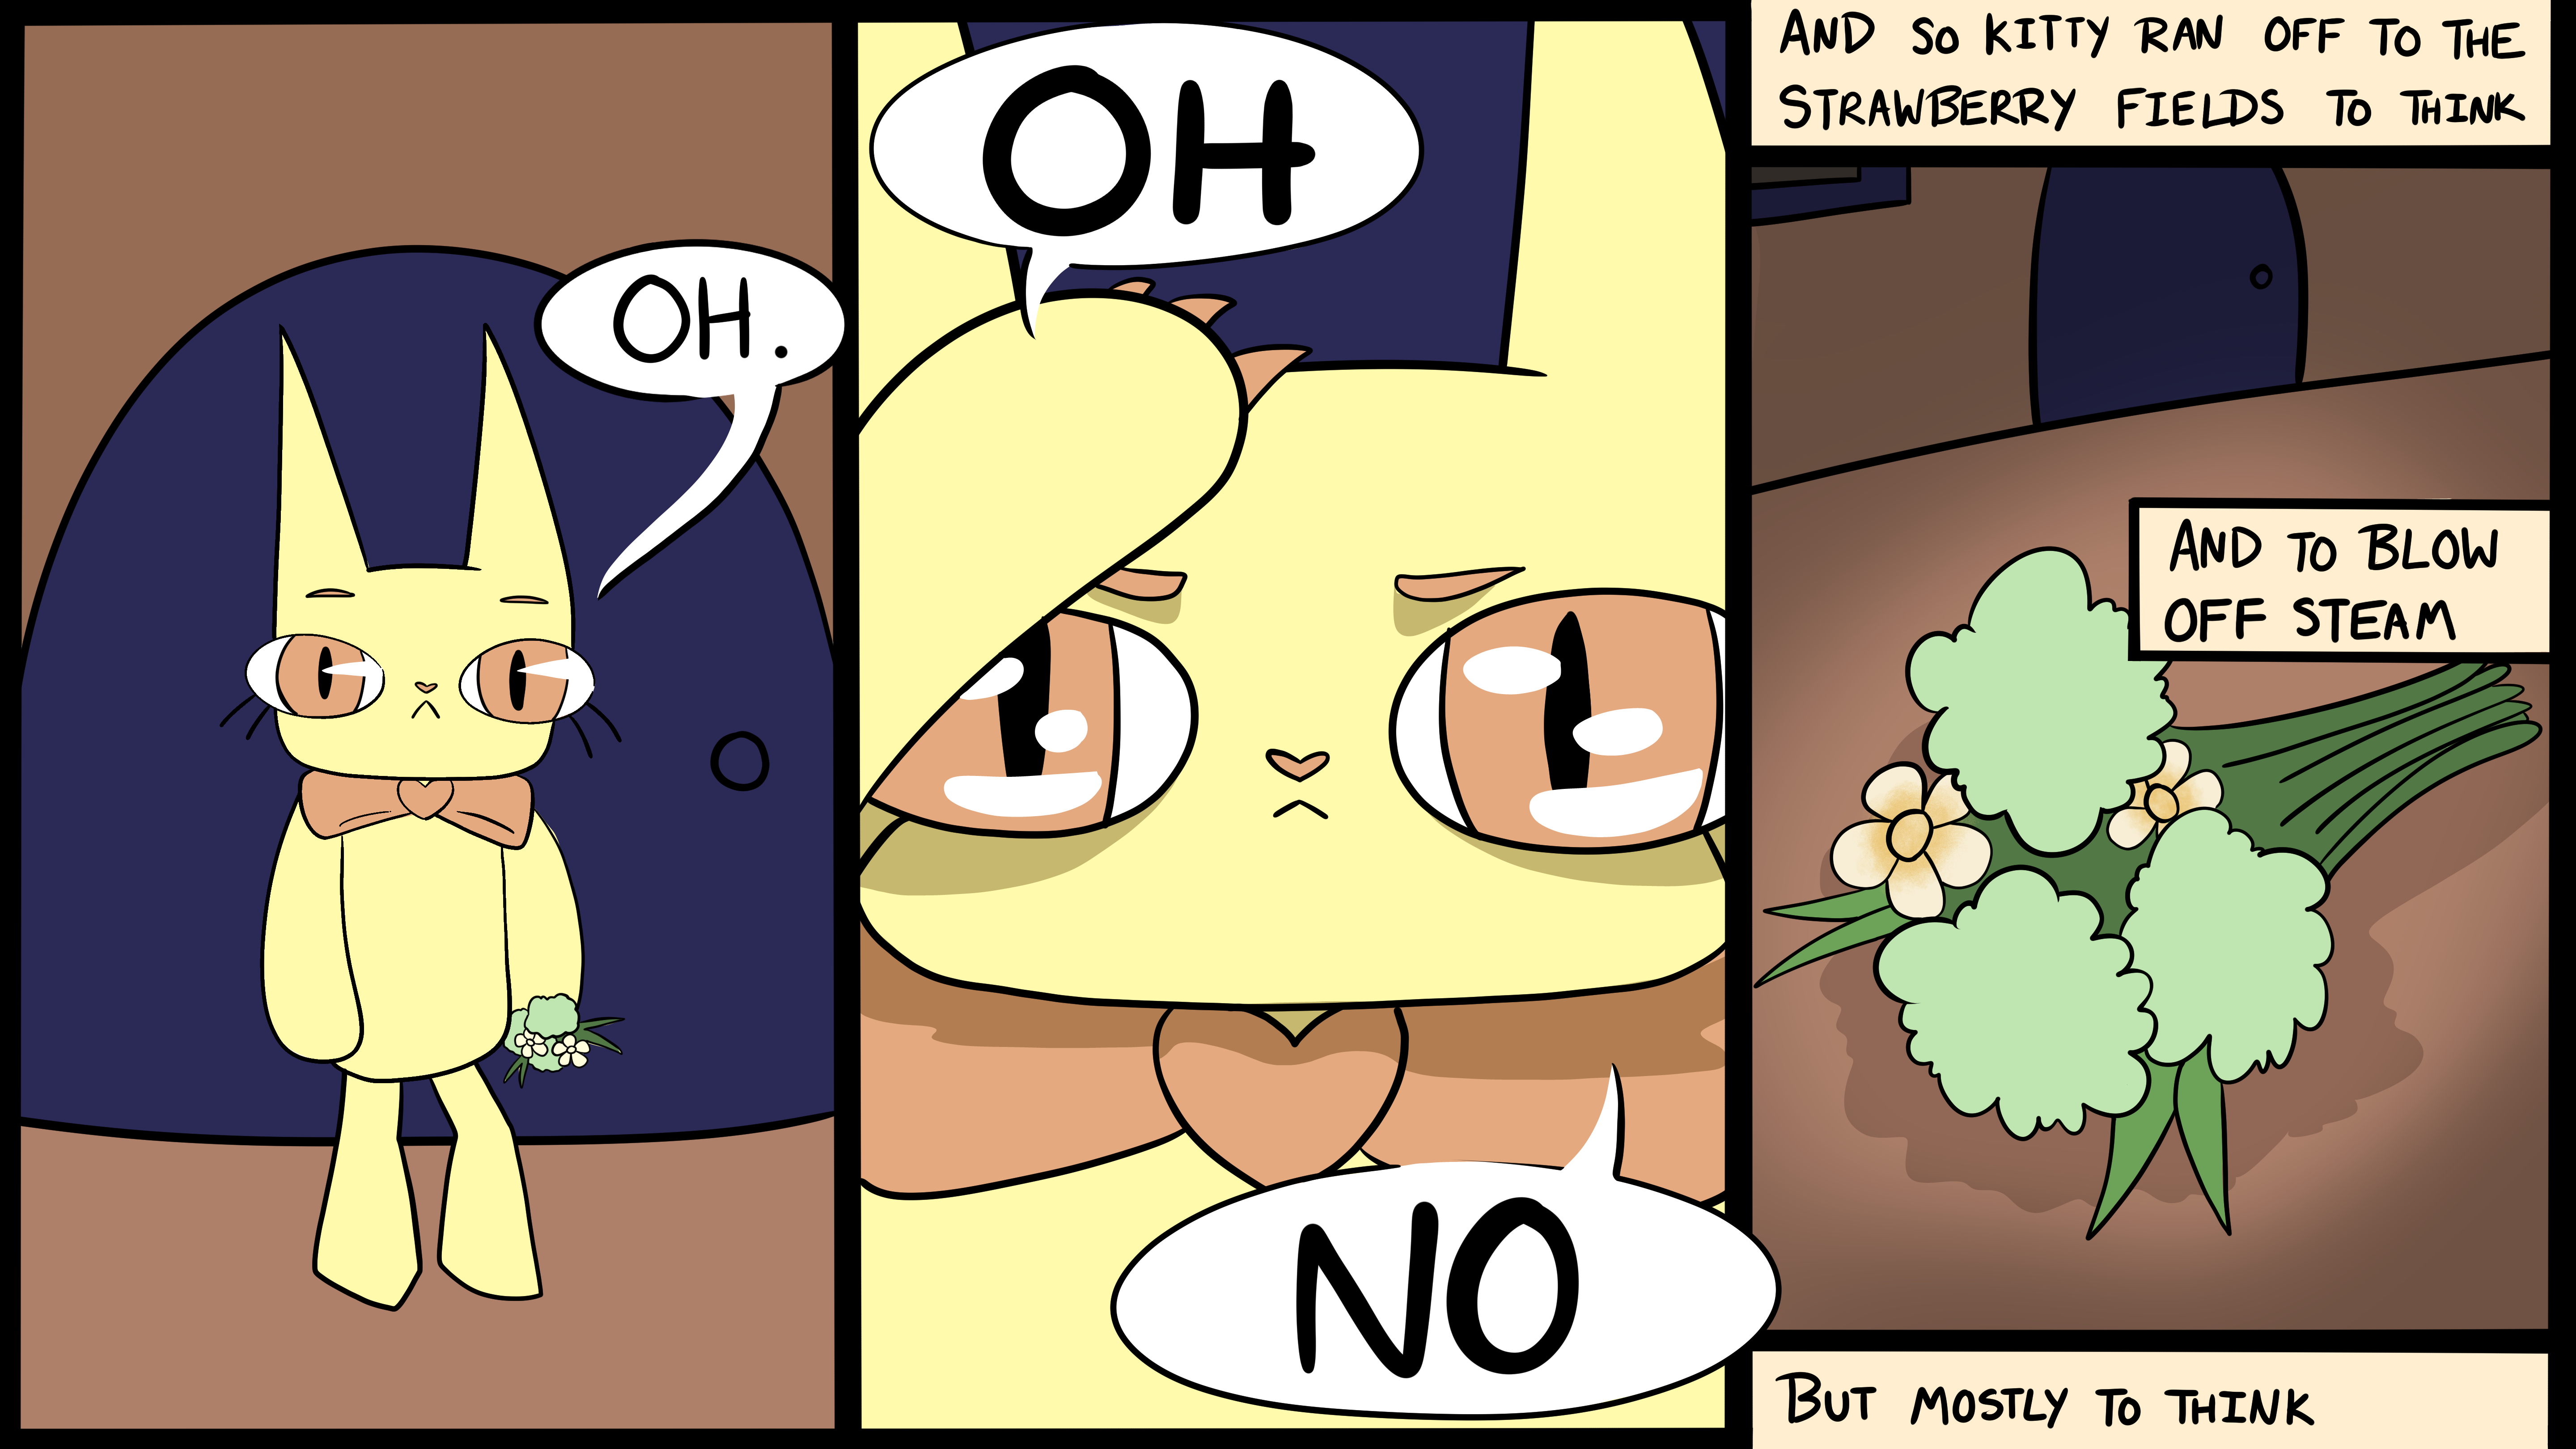 OH.
OH
NO
AND SO KITTY RAN OFF TO THE
STRAWBERRY FIELDS TO THINK
AND TO BLOW
OFF STEAM
BUT MOSTLY TO THINK